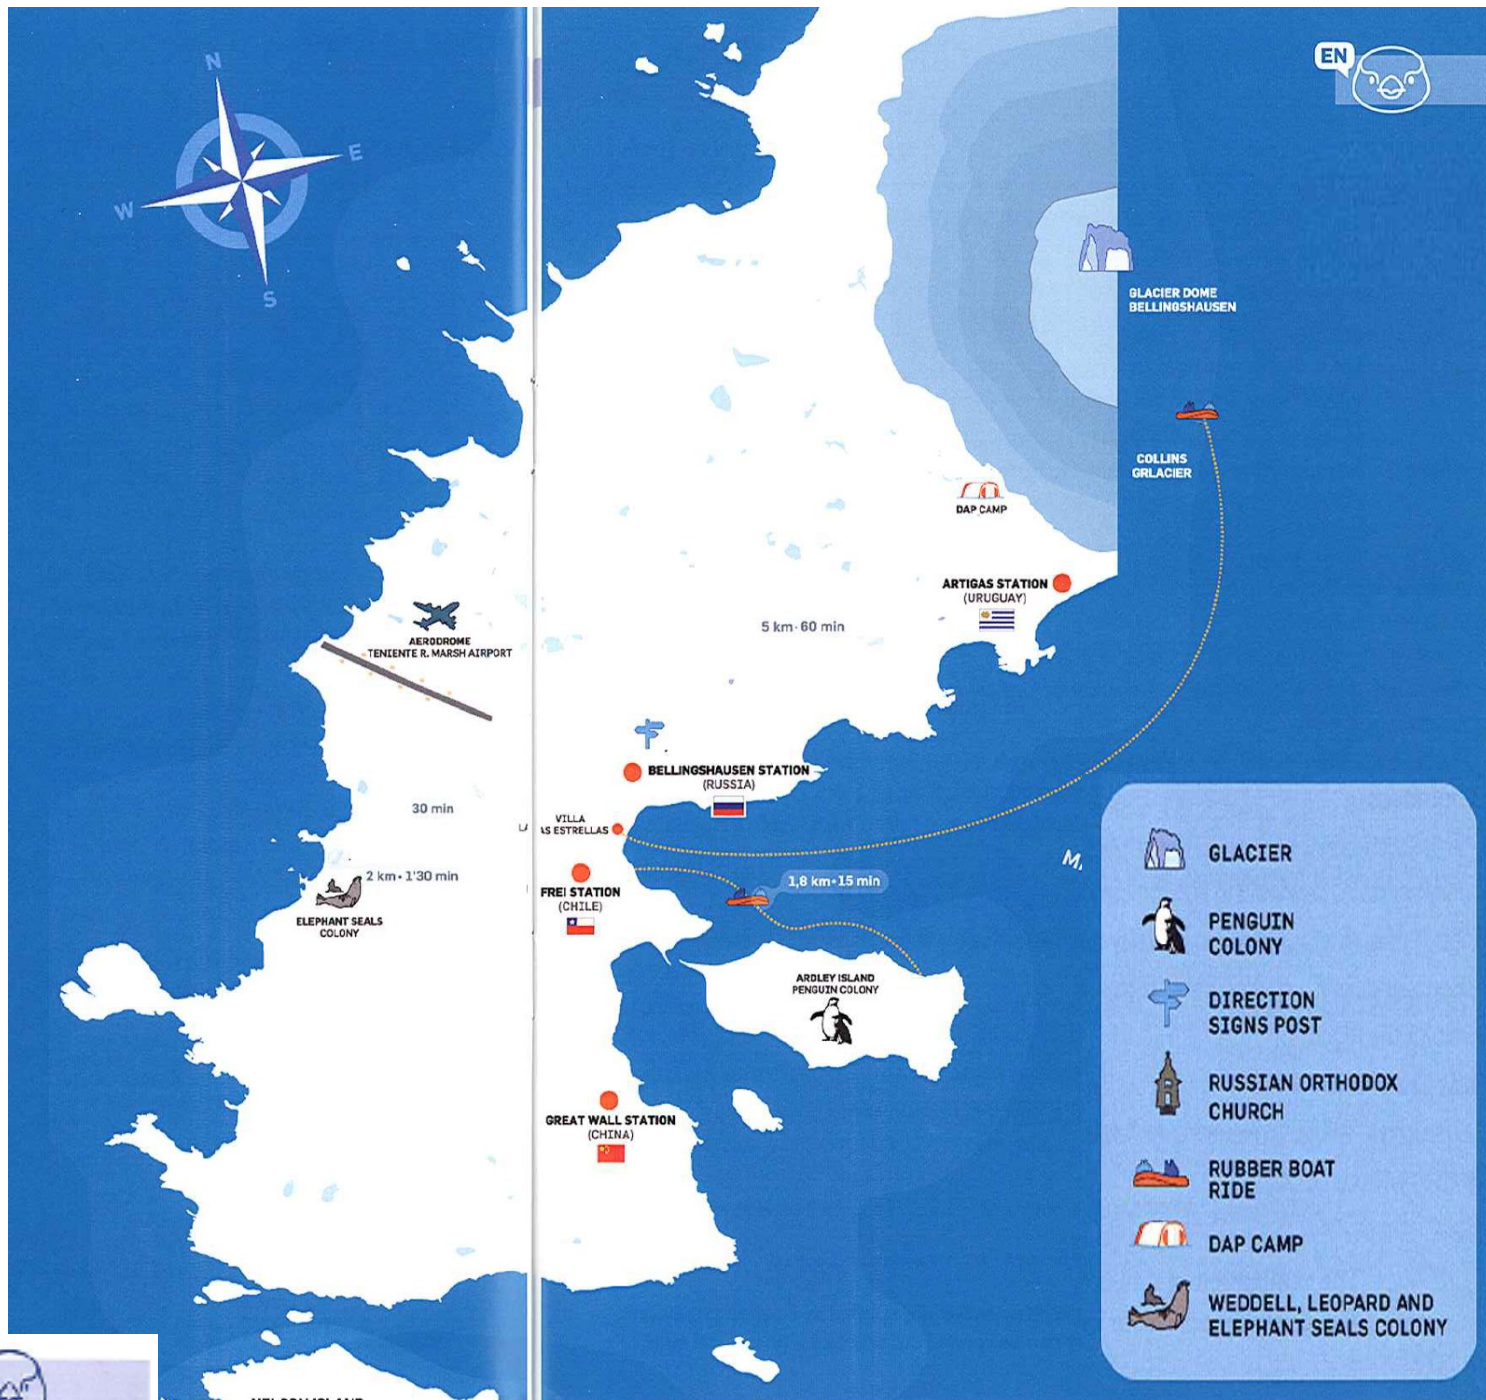 N
E
W
S
EN
GLACIER DOME
BELLINGSHAUSEN
COLLINS
GRLACIER
DAP CAMP
ARTIGAS STATION
(URUGUAY)
5 km·60 min
AERODROME
TENIENTE R. MARSH AIRPORT
BELLINGSHAUSEN STATION
(RUSSIA)
30 min
VILLA
AS ESTRELLAS
2 km · 1'30 min
1,8 km·15 min
ELEPHANT SEALS
COLONY
FREI STATION
(CHILE)
ARDLEY ISLAND
PENGUIN COLONY
GREAT WALL STATION
(CHINA)
M
GLACIER
PENGUIN
COLONY
DIRECTION
SIGNS POST
RUSSIAN ORTHODOX
CHURCH
RUBBER BOAT
RIDE
DAP CAMP
WEDDELL, LEOPARD AND
ELEPHANT SEALS COLONY